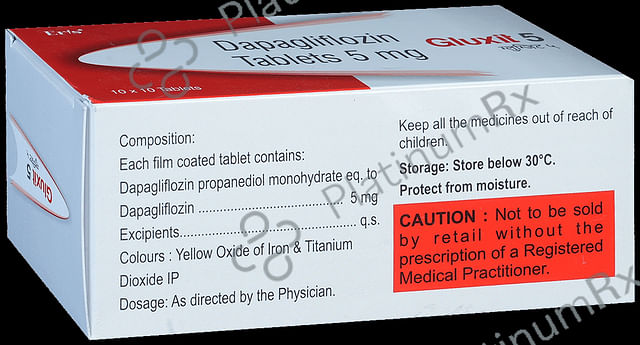 Eris
Dapagliflozin
Tablets 5 mg
Gluxit 5
10 x 10 Tablets
Gluxit 5
Composition:
Each film coated tablet contains:
Dapagliflozin propanediol monohydrate eq. to
Dapagliflozin .................................... 5 mg
Excipients............................................ q.s.
Colours : Yellow Oxide of Iron & Titanium
Dioxide IP
Dosage: As directed by the Physician.
Keep all the medicines out of reach of
children.
Storage: Store below 30°C.
Protect from moisture.
CAUTION : Not to be sold
by retail without the
prescription of a Registered
Medical Practitioner.
PlatinumRx
PlatinumRx
PlatinumRx